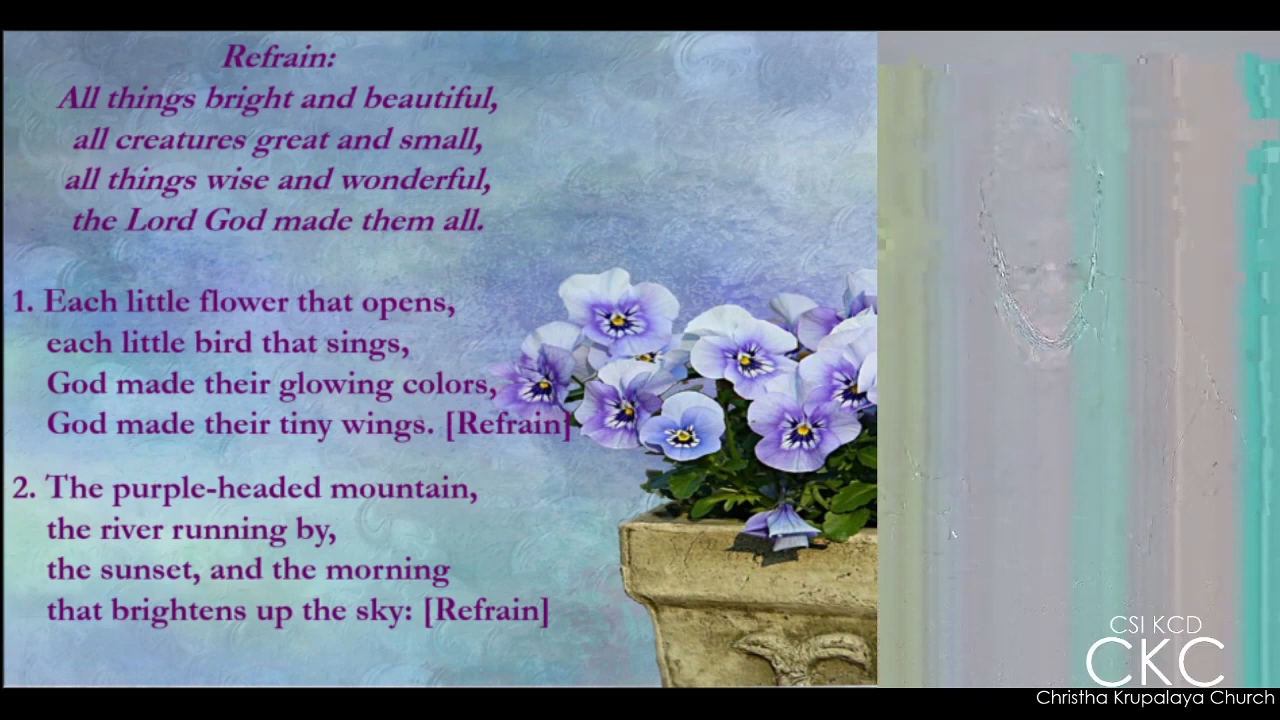 Refrain:
All things bright and beautiful,
all creatures great and small,
all things wise and wonderful,
the Lord God made them all.
1. Each little flower that opens,
each little bird that sings,
God made their glowing colors,
God made their tiny wings. [Refrain]
2. The purple-headed mountain,
the river running by,
the sunset, and the morning
that brightens up the sky: [Refrain]
CSI KCD
CKC
Christha Krupalaya Church